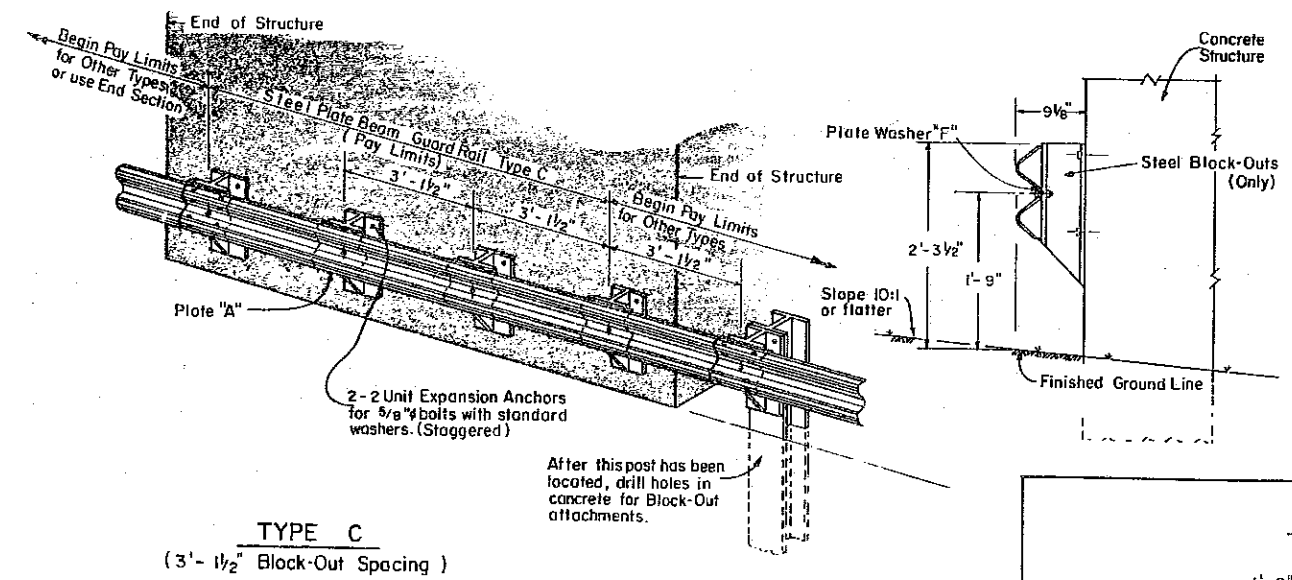 End of Structure
Begin Pay Limits
for Other Types
or use End Section
Steel Plate Beam Guard Rail Type C
(Pay Limits)
3'-1½"
3'-1½"
3'-1½"
End of Structure
Begin Pay Limits
for Other Types
Plate "A"
2-2 Unit Expansion Anchors
for 5/8"ϕ bolts with standard
washers. (Staggered)
After this post has been
located, drill holes in
concrete for Block-Out
attachments.
TYPE C
(3'-1½" Block-Out Spacing)
Concrete
Structure
9⅛"
Plate Washer "F"
Steel Block-Outs
(Only)
2'-3½"
1'-9"
Slope 10:1
or flatter
Finished Ground Line